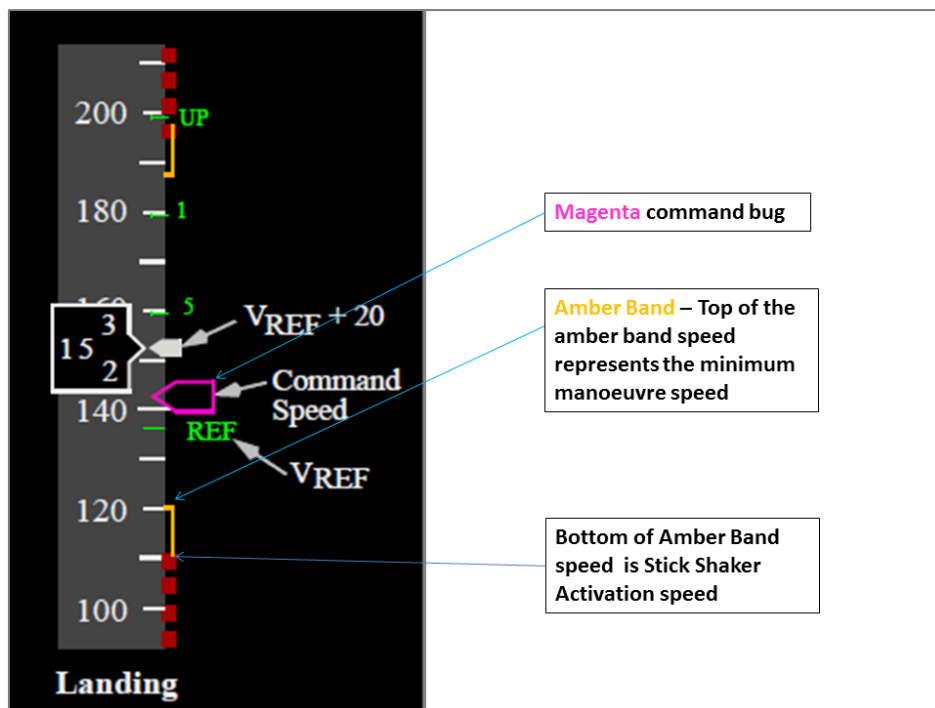 200
UP
180
1
160
5
3
15
2
VREF + 20
Command
Speed
140
REF
VREF
120
100
Landing
Magenta command bug
Amber Band – Top of the
amber band speed
represents the minimum
manoeuvre speed
Bottom of Amber Band
speed is Stick Shaker
Activation speed